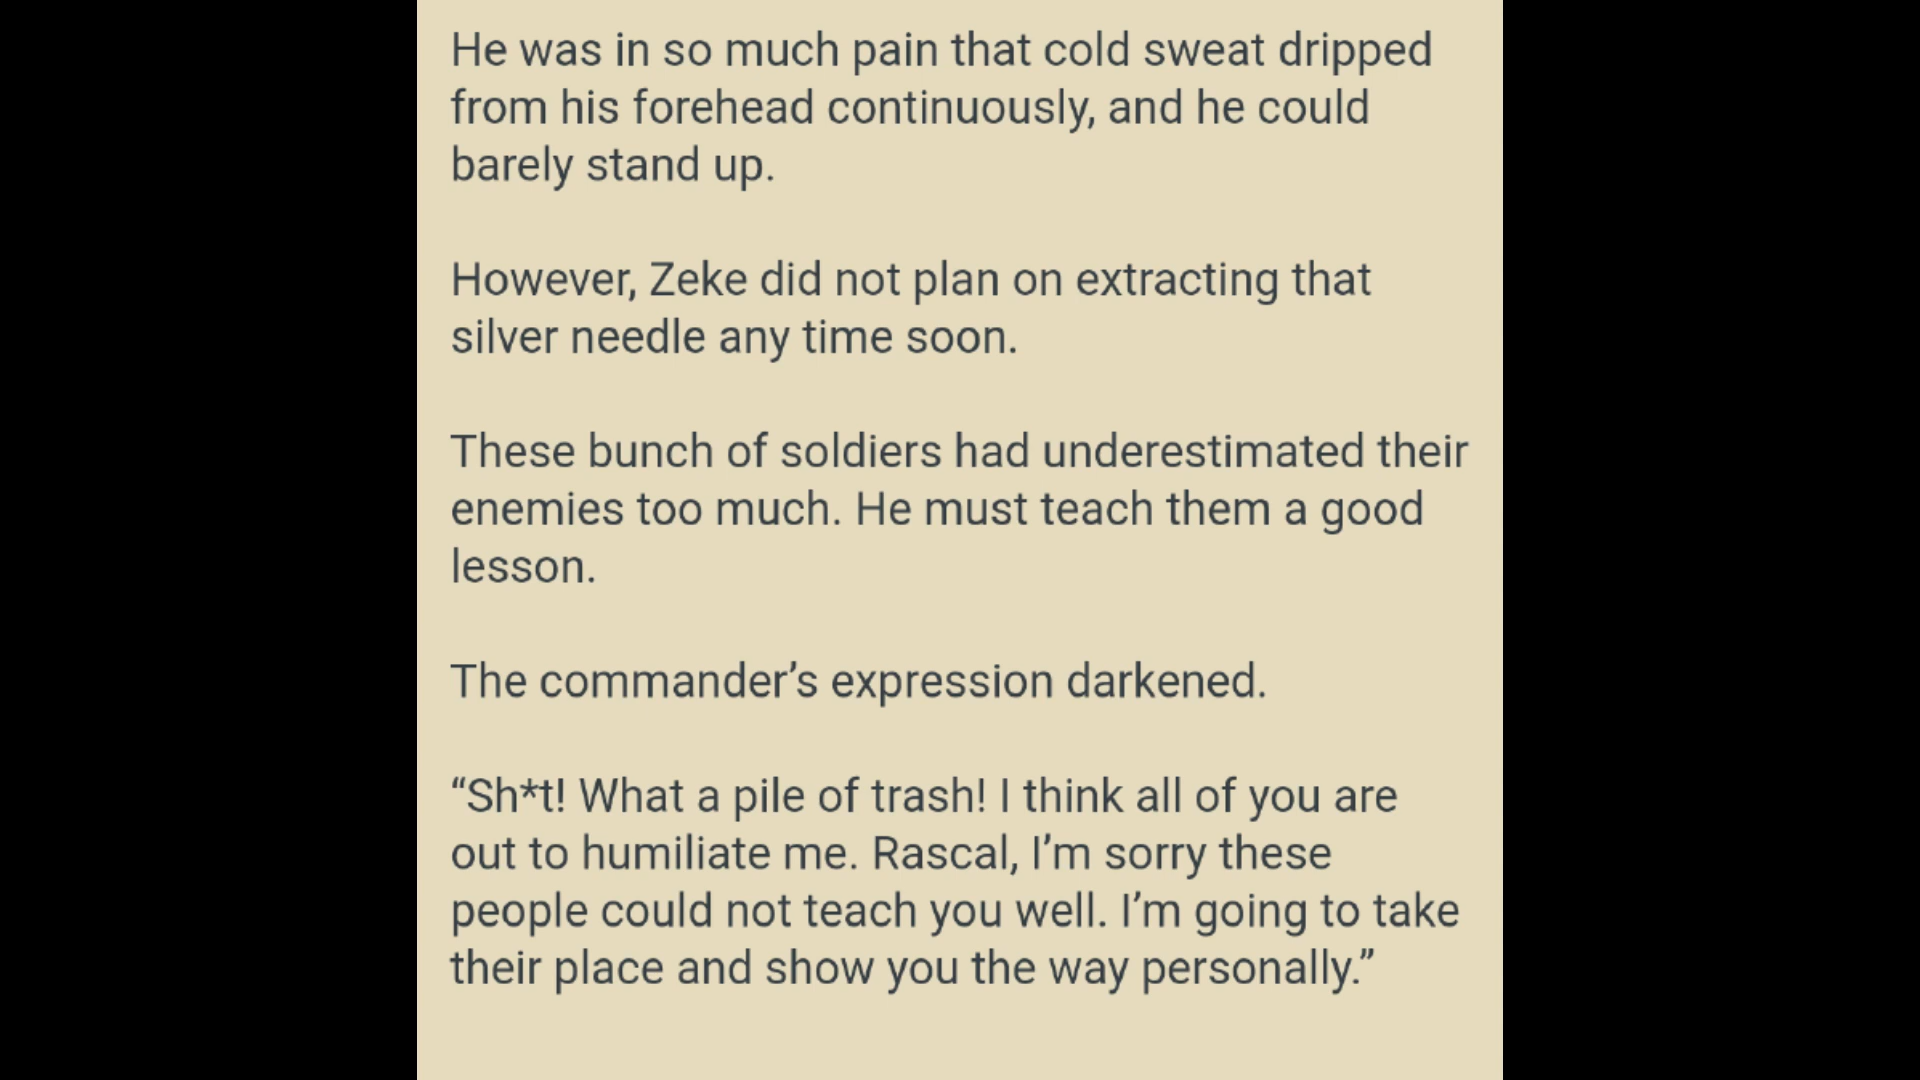 He was in so much pain that cold sweat dripped
from his forehead continuously, and he could
barely stand up.
However, Zeke did not plan on extracting that
silver needle any time soon.
These bunch of soldiers had underestimated their
enemies too much. He must teach them a good
lesson.
The commander’s expression darkened.
“Sh*t! What a pile of trash! I think all of you are
out to humiliate me. Rascal, I’m sorry these
people could not teach you well. I’m going to take
their place and show you the way personally.”